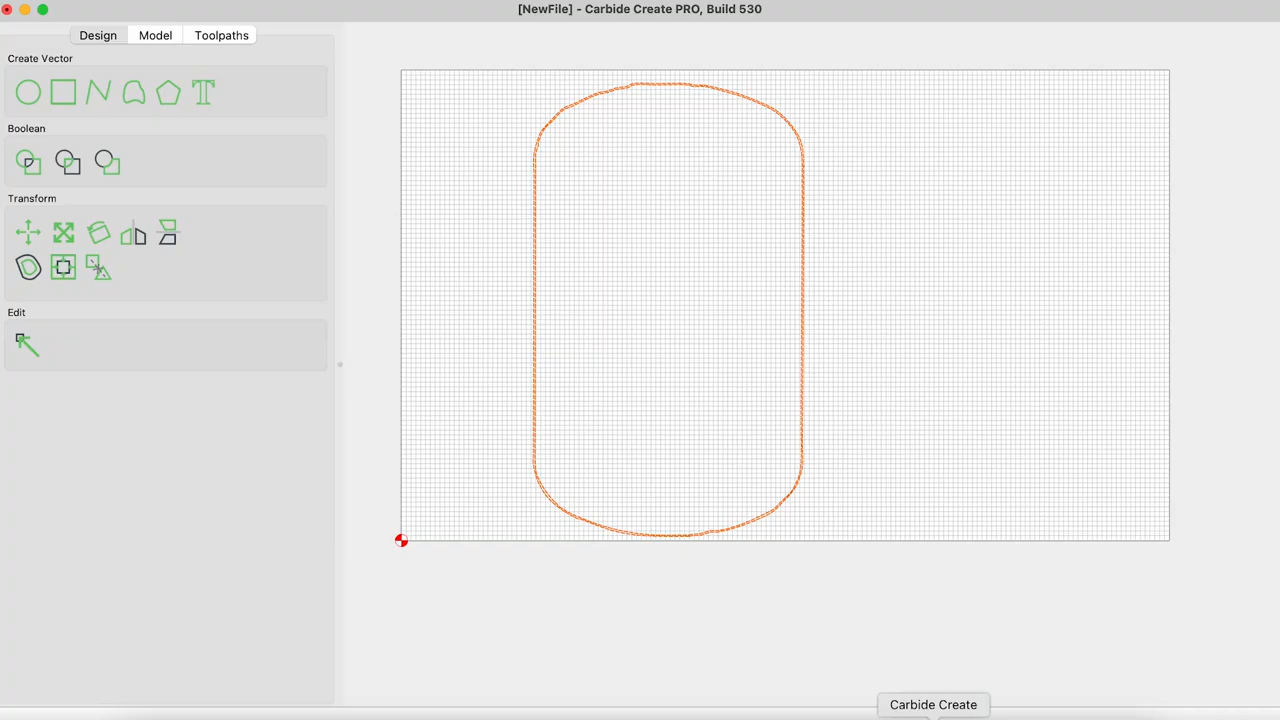 [NewFile] - Carbide Create PRO, Build 530
Design Model Toolpaths
Create Vector
Boolean
Transform
Edit
Carbide Create